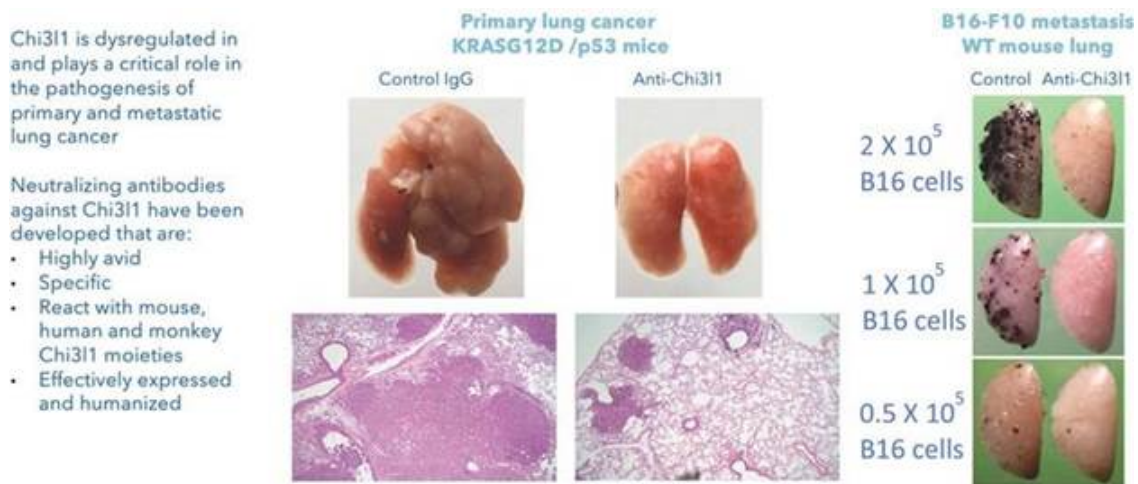 Chi3l1 is dysregulated in
and plays a critical role in
the pathogenesis of
primary and metastatic
lung cancer
Neutralizing antibodies
against Chi3l1 have been
developed that are:
• Highly avid
• Specific
• React with mouse,
human and monkey
Chi3l1 moieties
• Effectively expressed
and humanized
Primary lung cancer
KRASG12D /p53 mice
Control IgG
Anti-Chi3l1
B16-F10 metastasis
WT mouse lung
Control Anti-Chi3l1
2 X 10⁵
B16 cells
1 X 10⁵
B16 cells
0.5 X 10⁵
B16 cells